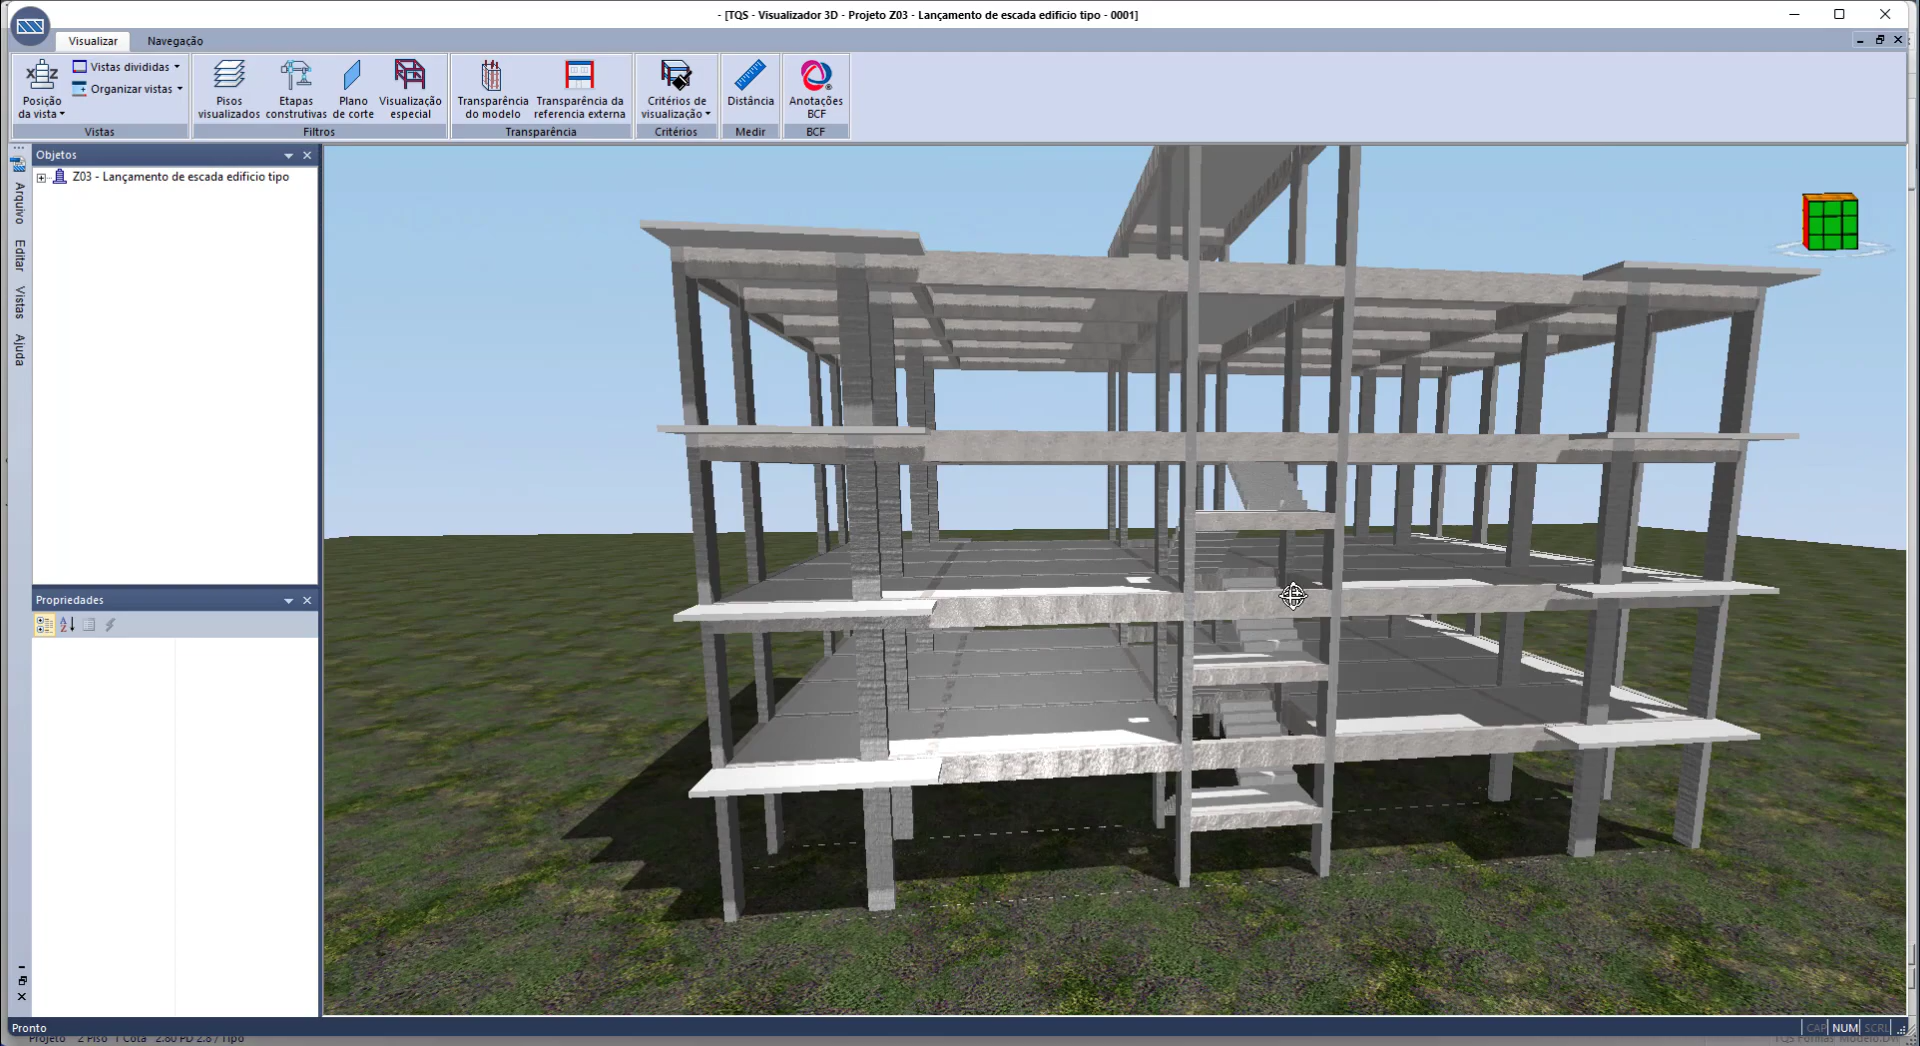 - [TQS - Visualizador 3D - Projeto Z03 - Lançamento de escada edificio tipo - 0001]
Visualizar
Navegação
Posição da vista
Vistas divididas
Organizar vistas
Vistas
Pisos visualizados
Etapas construtivas
Plano de corte
Visualização especial
Filtros
Transparência do modelo
Transparência da referencia externa
Transparência
Critérios de visualização
Critérios
Distância
Medir
Anotações BCF
BCF
Arquivo
Editar
Vistas
Ajuda
Objetos
Z03 - Lançamento de escada edificio tipo
Propriedades
Pronto
CAP
NUM
SCRL